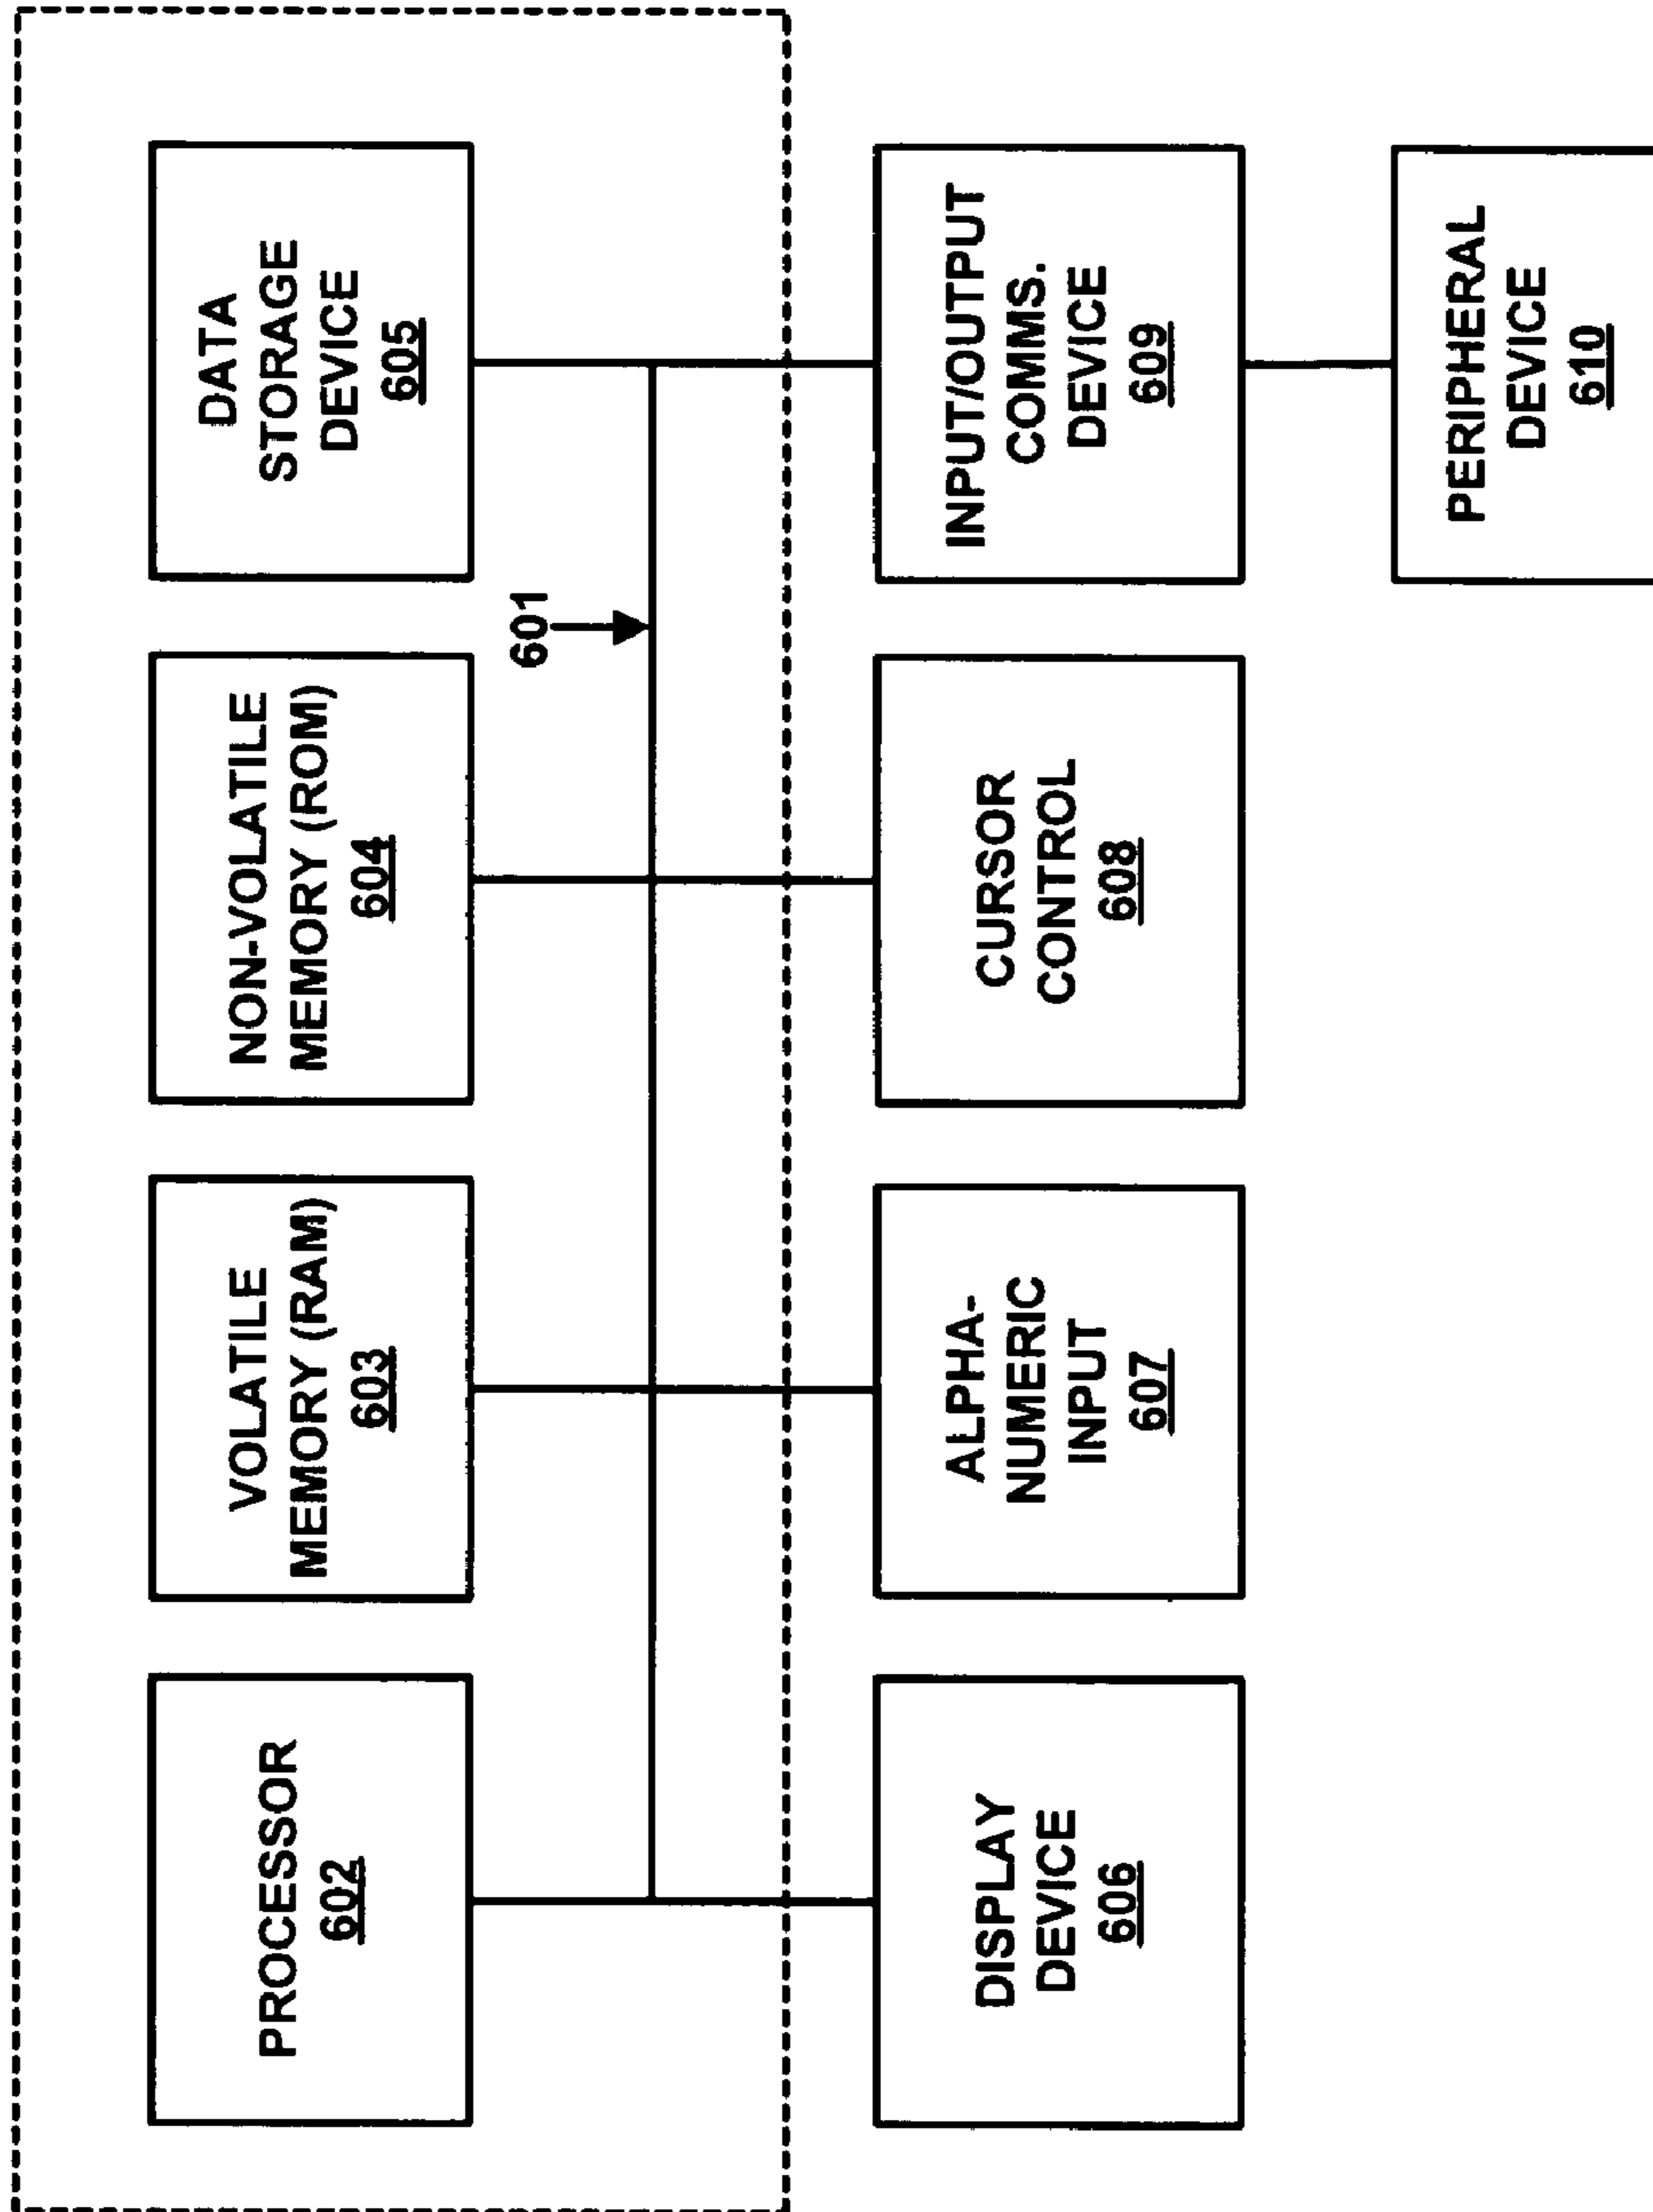 PROCESSOR
602
VOLATILE
MEMORY (RAM)
603
NON-VOLATILE
MEMORY (ROM)
604
DATA
STORAGE
DEVICE
605
601
DISPLAY
DEVICE
606
ALPHA-
NUMERIC
INPUT
607
CURSOR
CONTROL
608
INPUT/OUTPUT
COMMS.
DEVICE
609
PERIPHERAL
DEVICE
610